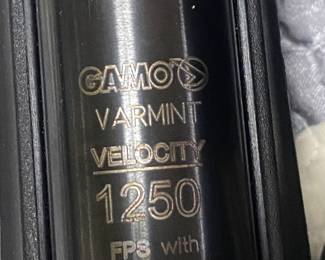 GAMO
VARMINT
VELOCITY
1250
FPS with